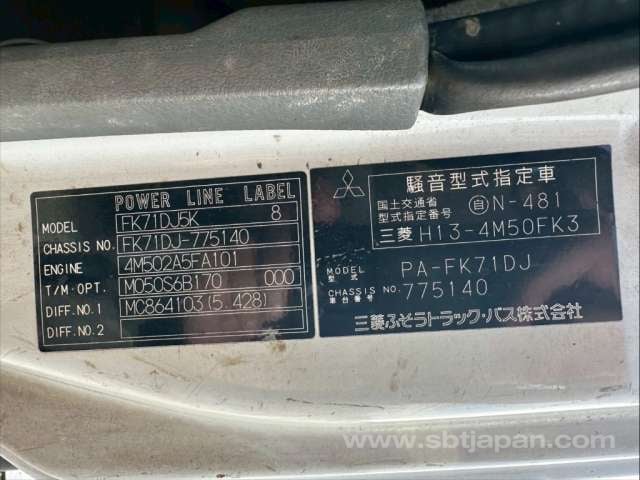 POWER LINE LABEL
MODEL FK71DJ5K 8
CHASSIS NO. FK71DJ-775140
ENGINE 4M502A5FA101
T/M.OPT. M050S6B170 000
DIFF.NO.1 MC864103(5.428)
DIFF.NO.2
騒音型式指定車
国土交通省
型式指定番号 自 N-481
三菱 H13-4M50FK3
MODEL 型式 PA-FK71DJ
CHASSIS NO. 車台番号 775140
三菱ふそうトラック・バス株式会社
www.sbtjapan.com